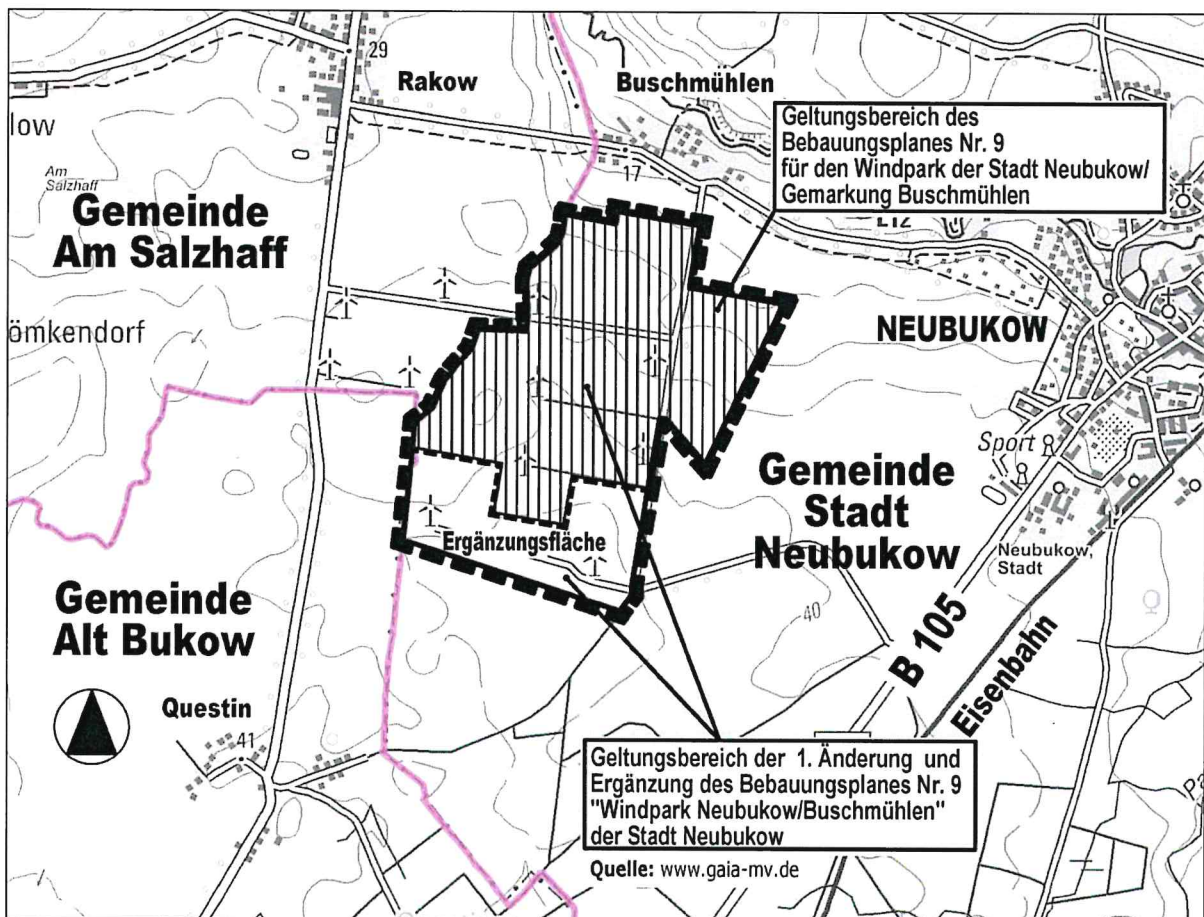 29
Rakow
Buschmühlen
Geltungsbereich des
Bebauungsplanes Nr. 9
für den Windpark der Stadt Neubukow/
Gemarkung Buschmühlen
low
Am
Salzhaff
17
Gemeinde
Am Salzhaff
ömkendorf
NEUBUKOW
Sport
Gemeinde
Stadt
Neubukow
Ergänzungsfläche
Neubukow,
Stadt
Gemeinde
Alt Bukow
40
B 105
Eisenbahn
Questin
41
Geltungsbereich der 1. Änderung und
Ergänzung des Bebauungsplanes Nr. 9
"Windpark Neubukow/Buschmühlen"
der Stadt Neubukow
Quelle: www.gaia-mv.de